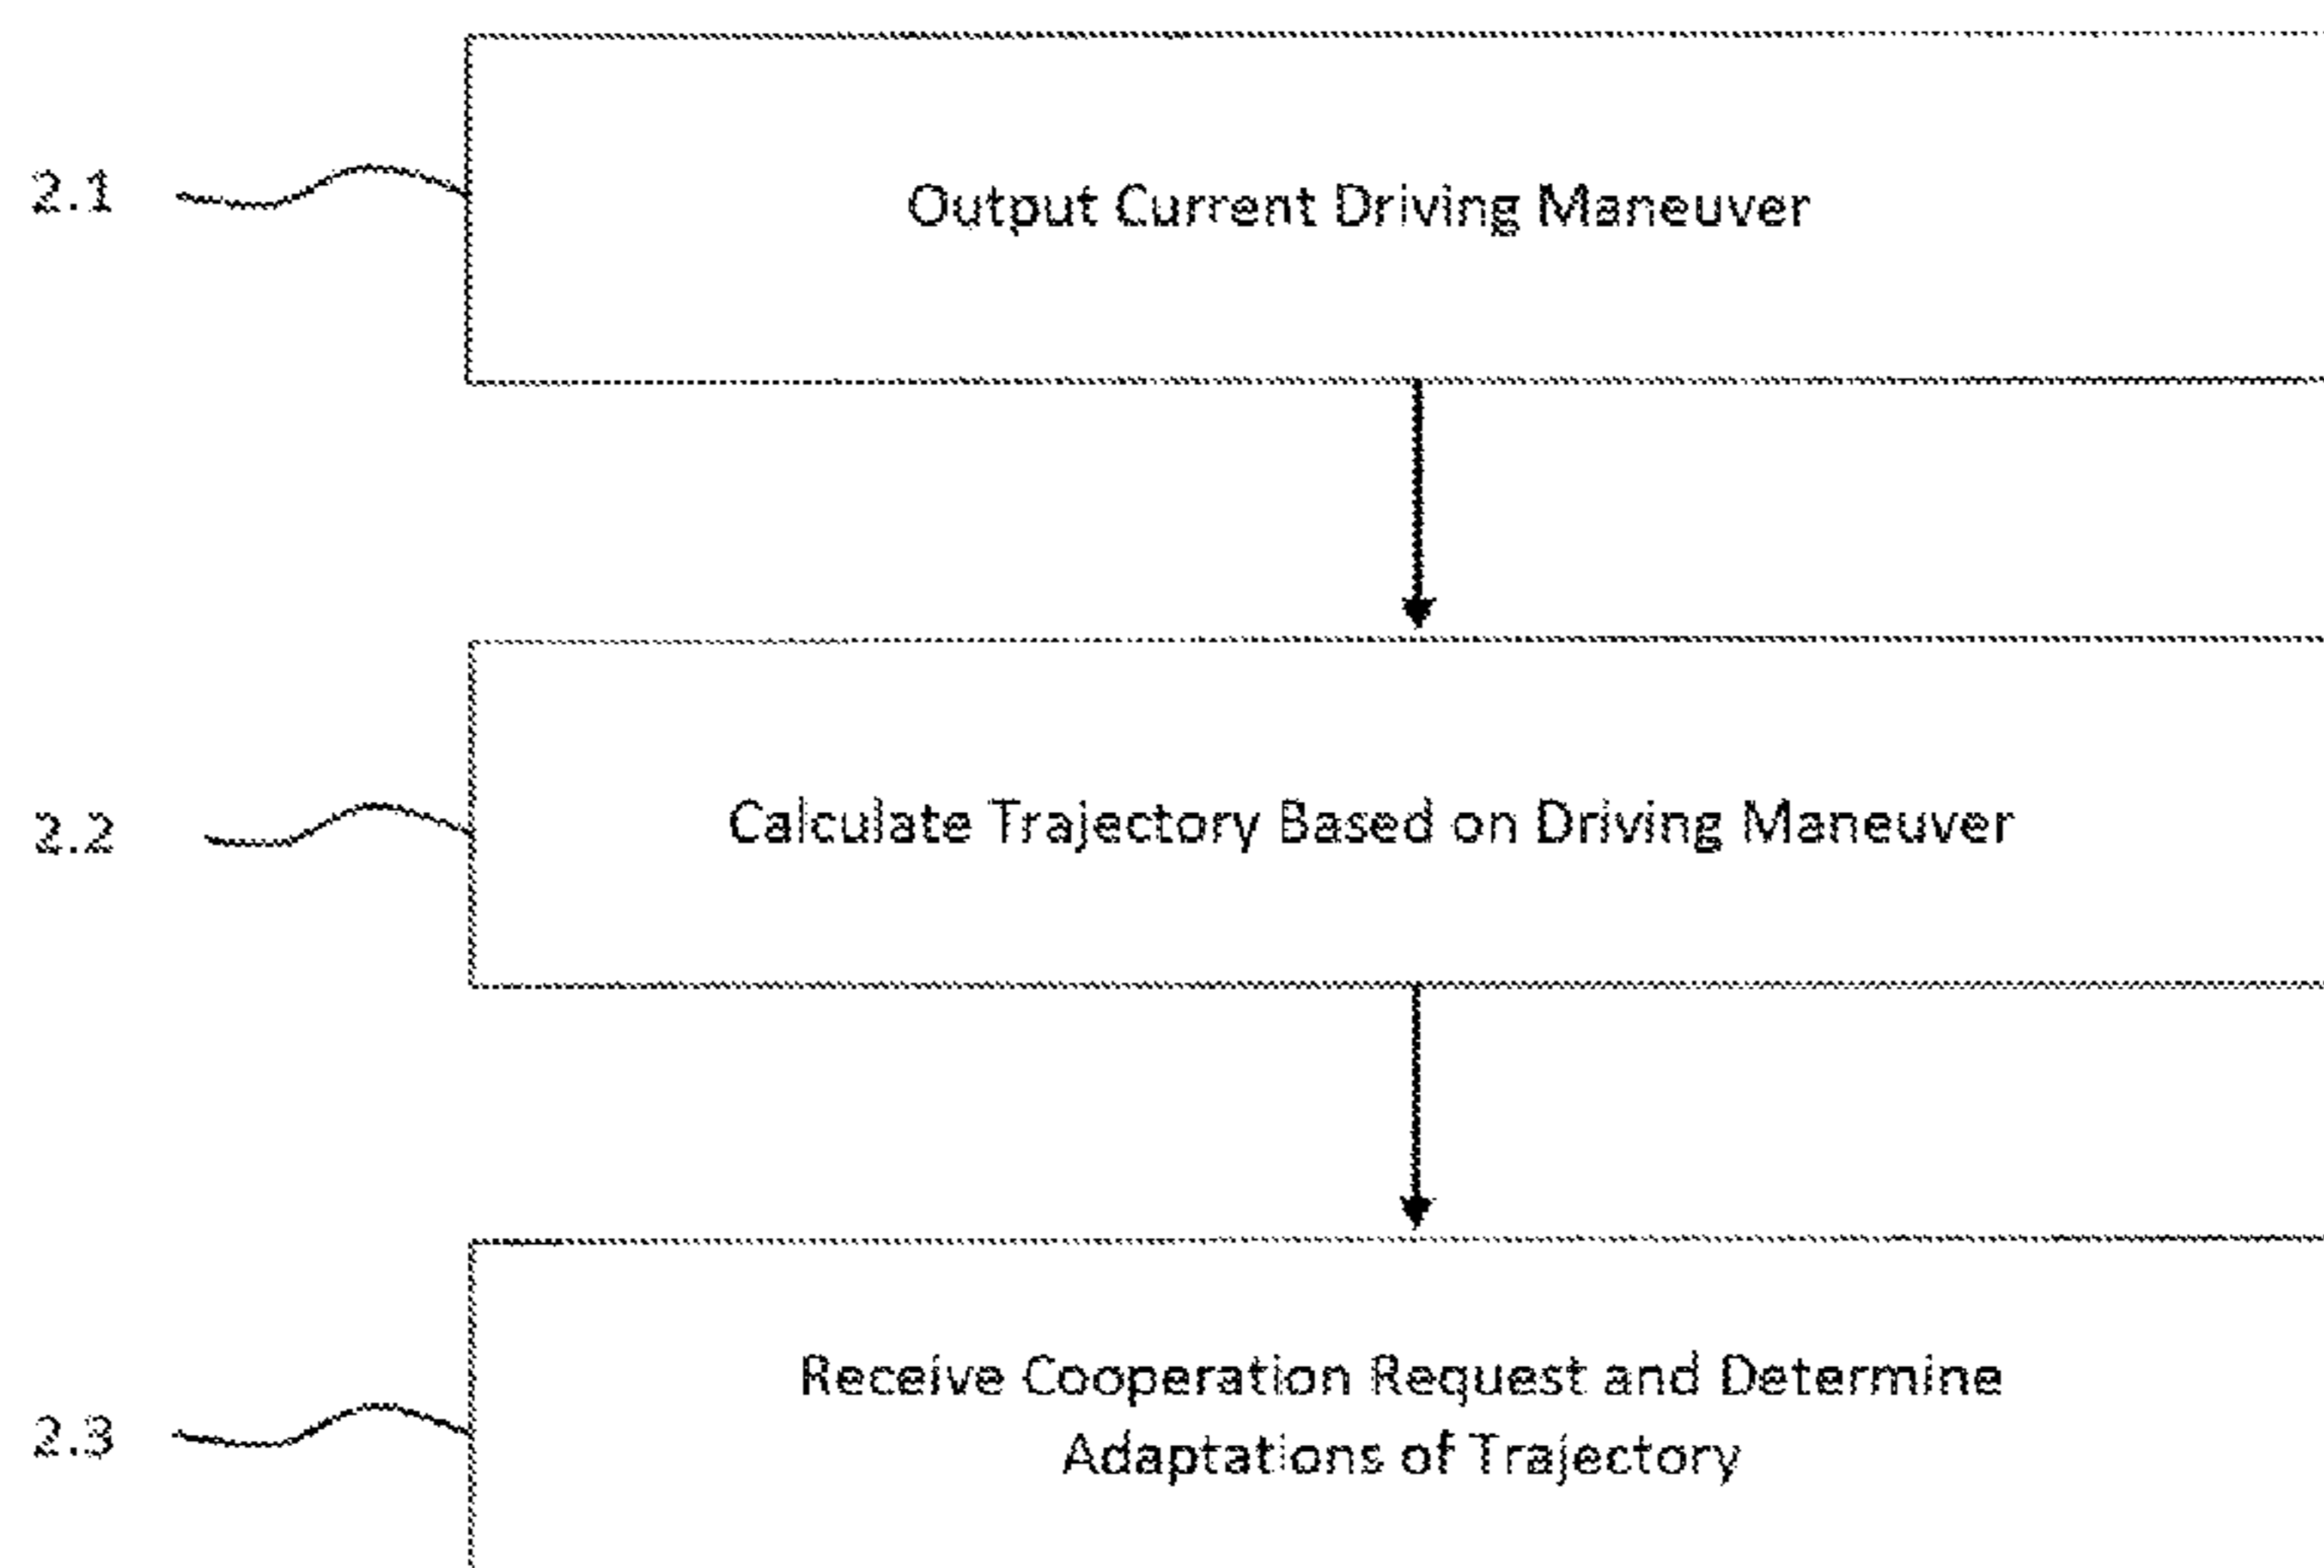 2.1
Output Current Driving Maneuver
2.2
Calculate Trajectory Based on Driving Maneuver
2.3
Receive Cooperation Request and Determine
Adaptations of Trajectory